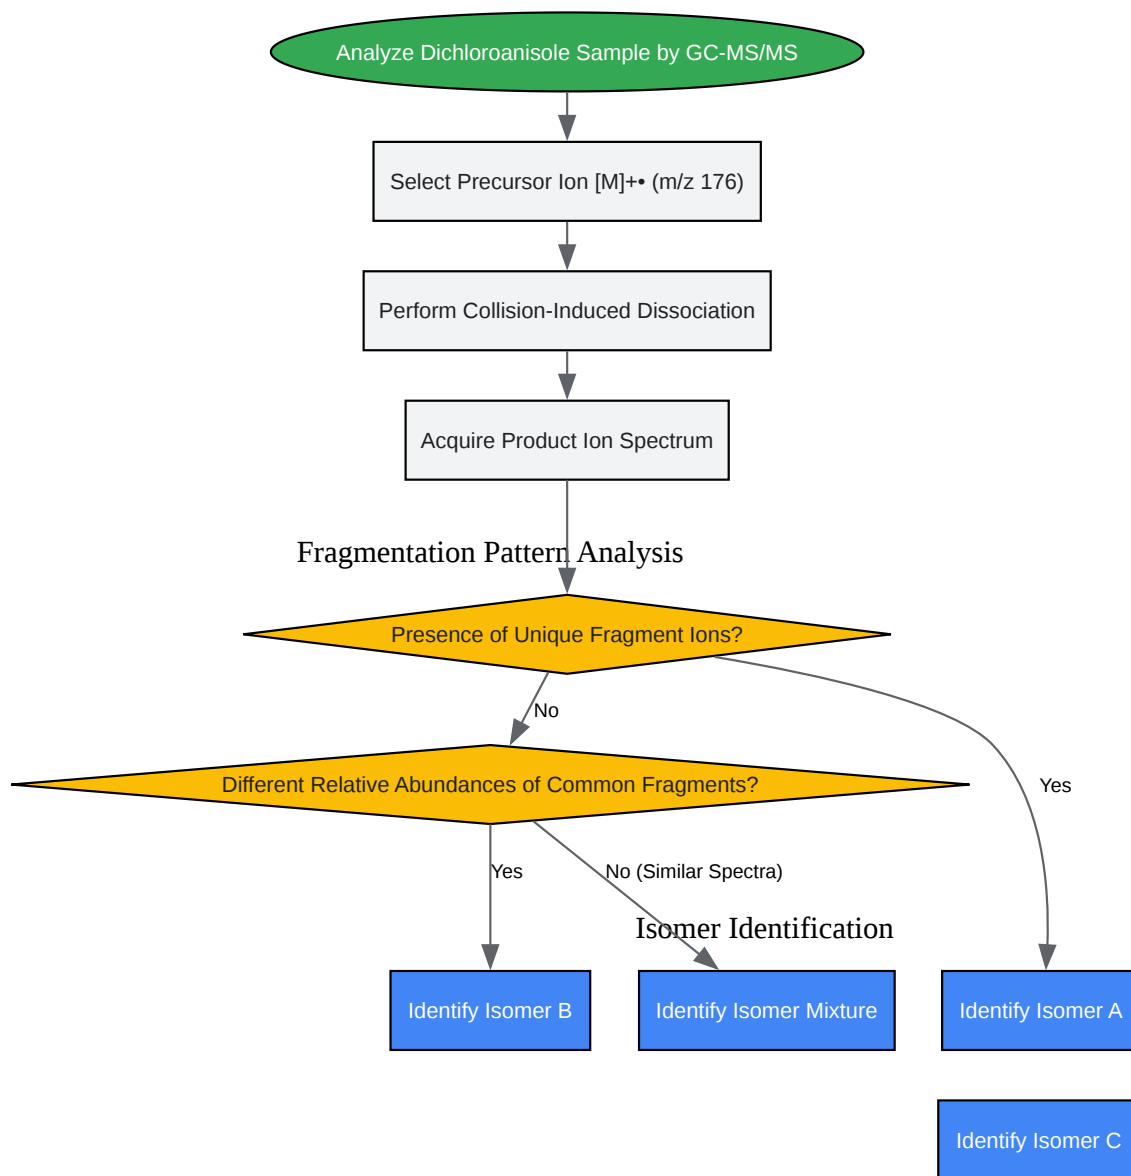 Analyze Dichloroanisole Sample by GC-MS/MS
Select Precursor Ion [M]+• (m/z 176)
Perform Collision-Induced Dissociation
Acquire Product Ion Spectrum
Fragmentation Pattern Analysis
Presence of Unique Fragment Ions?
No
Different Relative Abundances of Common Fragments?
Yes
Yes
No (Similar Spectra)
Isomer Identification
Identify Isomer B
Identify Isomer Mixture
Identify Isomer A
Identify Isomer C